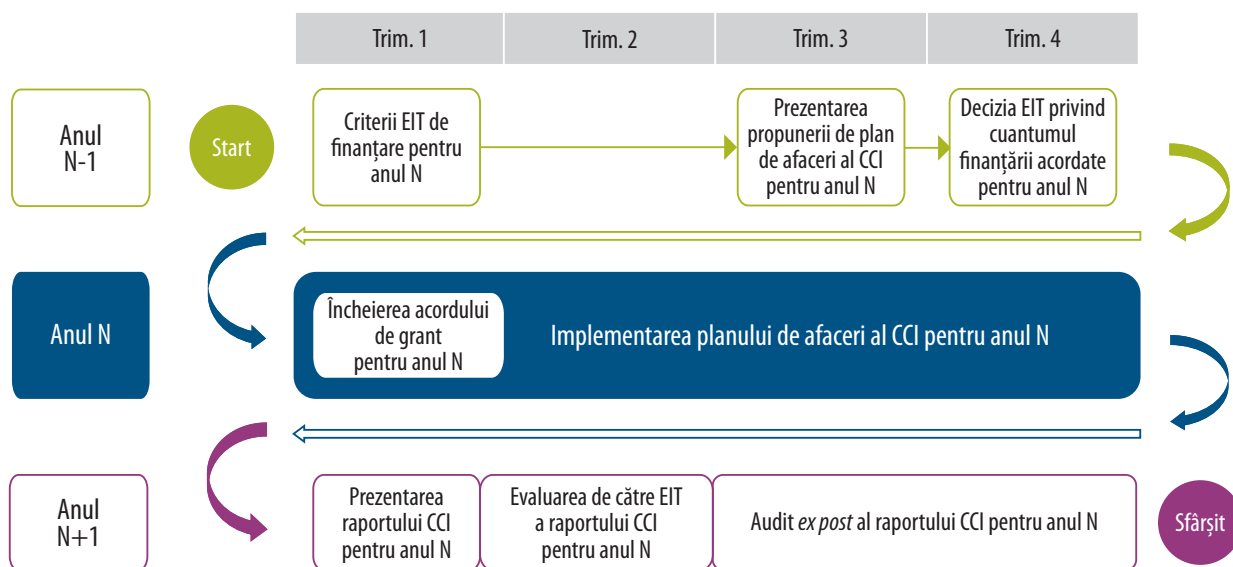 Trim. 1
Trim. 2
Trim. 3
Trim. 4
Anul
N-1
Start
Criterii EIT de
finanțare pentru
anul N
Prezentarea
propunerii de plan
de afaceri al CCI
pentru anul N
Decizia EIT privind
cuantumul
finanțării acordate
pentru anul N
Anul N
Încheierea acordului
de grant
pentru anul N
Implementarea planului de afaceri al CCI pentru anul N
Anul
N+1
Prezentarea
raportului CCI
pentru anul N
Evaluarea de către EIT
a raportului CCI
pentru anul N
Audit ex post al raportului CCI pentru anul N
Sfârșit